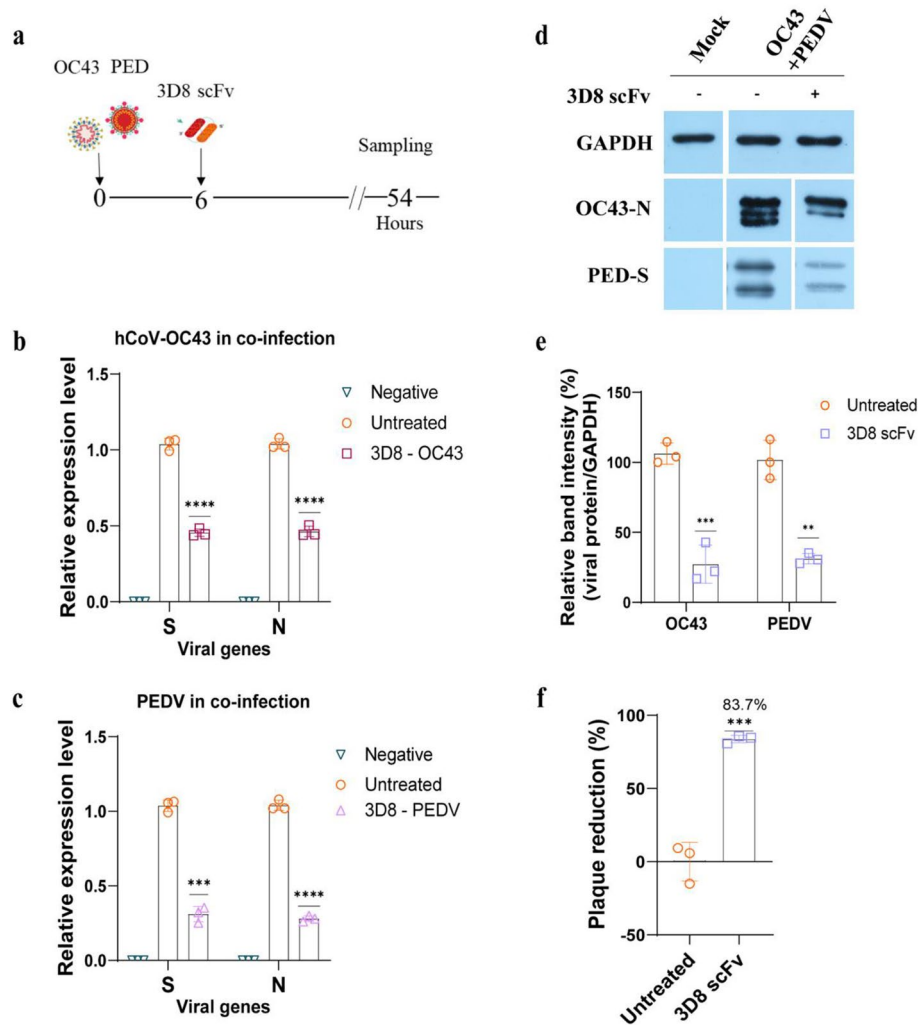 a
OC43 PED
3D8 scFv
Sampling
0 6 // 54
Hours
b
hCoV-OC43 in co-infection
Relative expression level
1.5
1.0
0.5
0.0
**** ****
S N
Viral genes
Negative
Untreated
3D8 - OC43
c
PEDV in co-infection
Relative expression level
1.5
1.0
0.5
0.0
*** ****
S N
Viral genes
Negative
Untreated
3D8 - PEDV
d
Mock
OC43
+PEDV
3D8 scFv - - +
GAPDH
OC43-N
PED-S
e
Relative band intensity (%)
(viral protein/GAPDH)
150
100
50
0
*** **
OC43 PEDV
Untreated
3D8 scFv
f
Plaque reduction (%)
100
50
0
-50
83.7%
***
Untreated
3D8 scFv